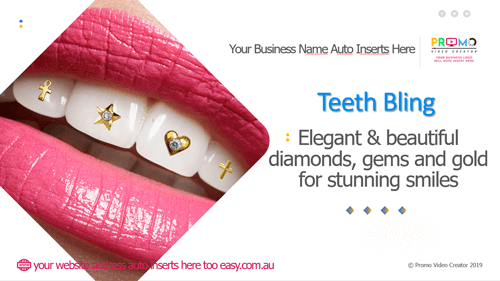 Your Business Name Auto Inserts Here
PROMO
VIDEO CREATOR
YOUR BUSINESS LOGO
WILL AUTO INSERT HERE
Teeth Bling
Elegant & beautiful
diamonds, gems and gold
for stunning smiles
your website address auto inserts here too easy.com.au
© Promo Video Creator 2019